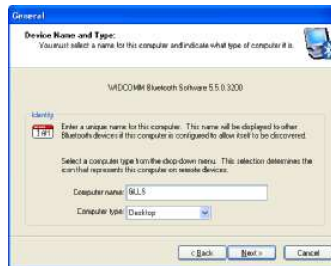 General
Device Name and Type:
You must select a name for this computer and indicate what type of computer it is.
WIDCOMM Bluetooth Software 5.5.0.3200
Identity
Enter a unique name for this computer. This name will be displayed to other
Bluetooth devices if this computer is configured to allow itself to be discovered.
Select a computer type from the drop-down menu. This selection determines the
icon that represents this computer on remote devices.
Computer name:
Computer type: Desktop
< Back Next > Cancel